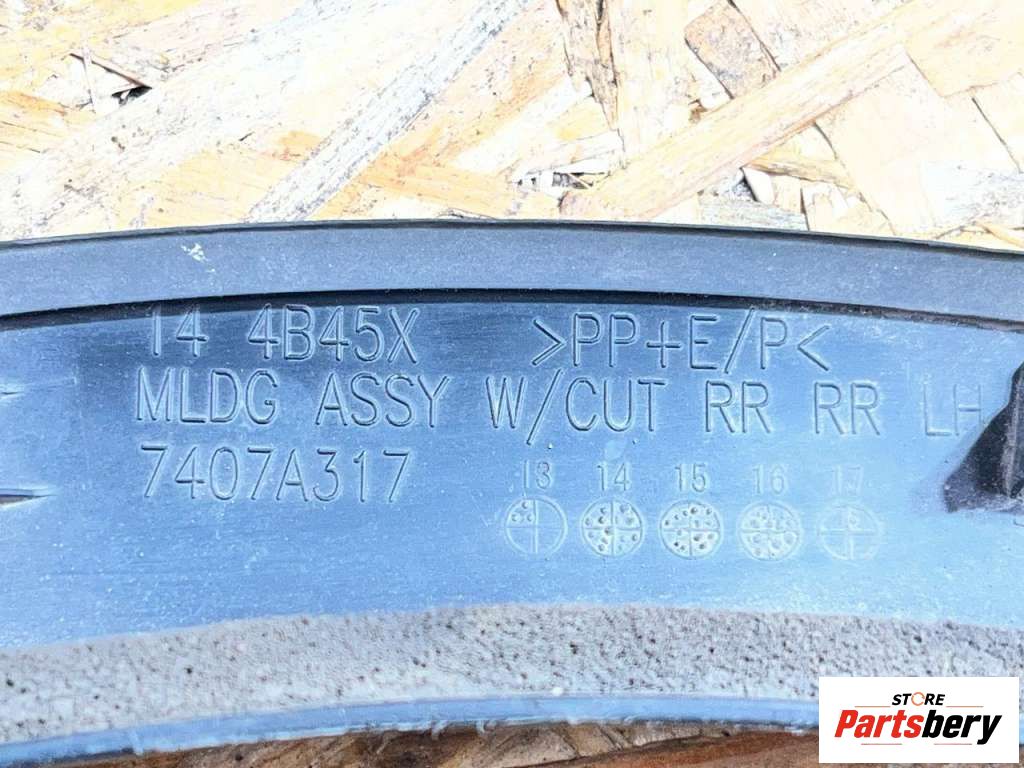 14 4B45X >PP+E/P<
MLDG ASSY W/CUT RR RR LH
7407A317
13 14 15 16 17
STORE
Partsbery